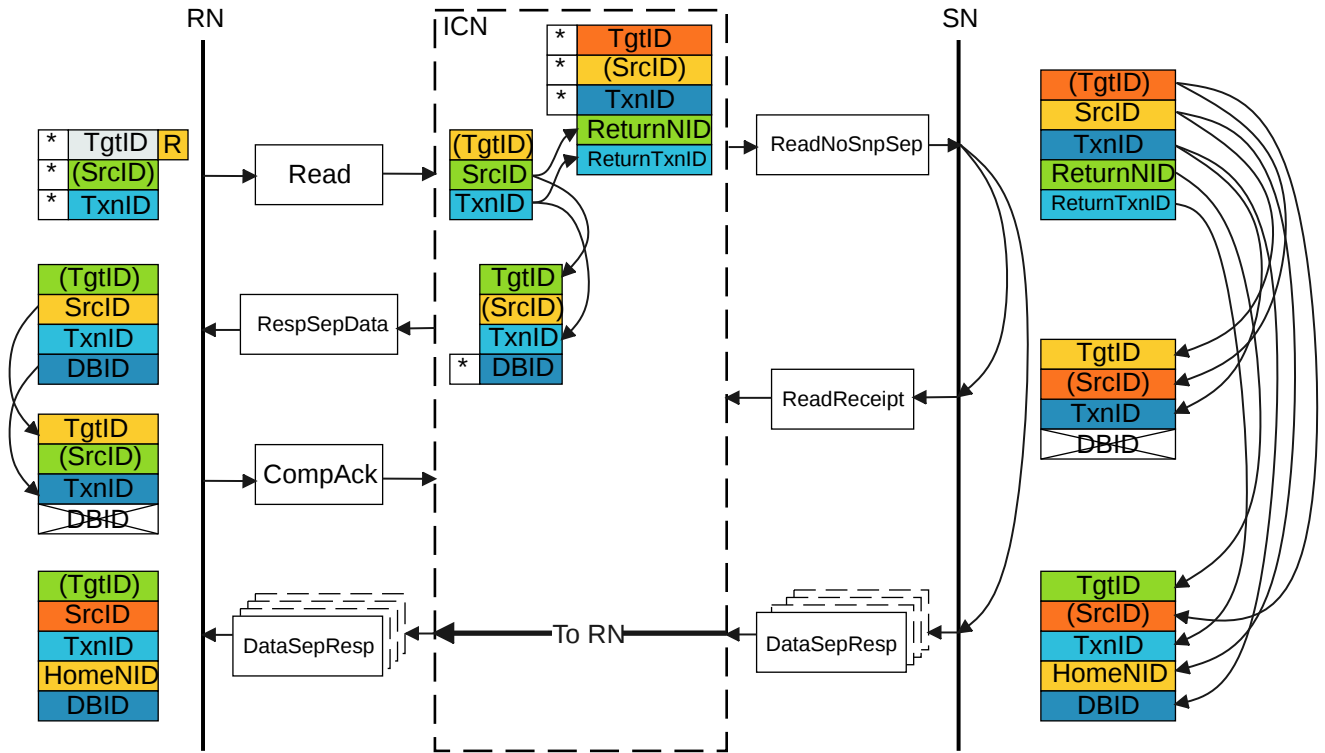 RN
ICN
SN
* TgtID R
* (SrcID)
* TxnID
Read
(TgtID)
SrcID
TxnID
* TgtID
* (SrcID)
* TxnID
ReturnNID
ReturnTxnID
ReadNoSnpSep
(TgtID)
SrcID
TxnID
ReturnNID
ReturnTxnID
(TgtID)
SrcID
TxnID
DBID
RespSepData
TgtID
(SrcID)
TxnID
* DBID
ReadReceipt
TgtID
(SrcID)
TxnID
DBID
TgtID
(SrcID)
TxnID
DBID
CompAck
(TgtID)
SrcID
TxnID
HomeNID
DBID
DataSepResp
To RN
DataSepResp
TgtID
(SrcID)
TxnID
HomeNID
DBID